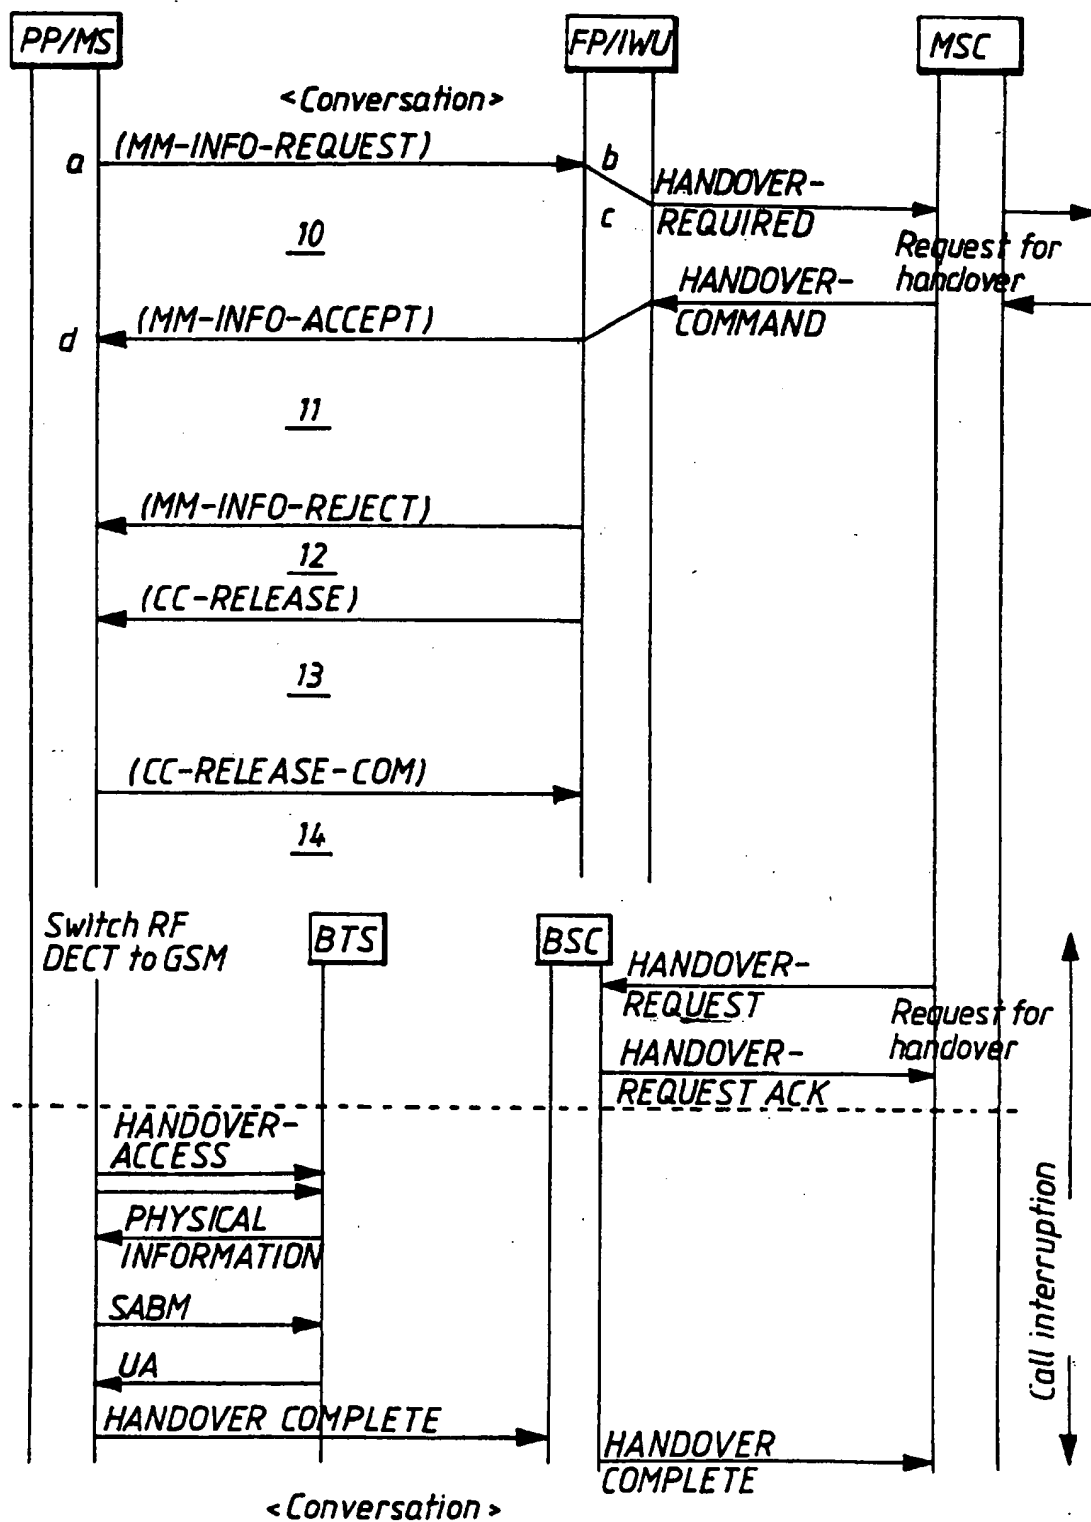 PP/MS
FP/IWU
MSC
<Conversation>
a
(MM-INFO-REQUEST)
b
HANDOVER-
c
REQUIRED
10
Request for
handover
HANDOVER-
COMMAND
d
(MM-INFO-ACCEPT)
11
(MM-INFO-REJECT)
12
(CC-RELEASE)
13
(CC-RELEASE-COM)
14
Switch RF
DECT to GSM
BTS
BSC
HANDOVER-
REQUEST
Request for
handover
HANDOVER-
REQUEST ACK
HANDOVER-
ACCESS
PHYSICAL
INFORMATION
SABM
UA
HANDOVER COMPLETE
HANDOVER
COMPLETE
Call interruption
<Conversation>